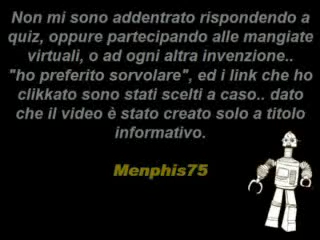 Non mi sono addentrato rispondendo a
quiz, oppure partecipando alle mangiate
virtuali, o ad ogni altra invenzione..
"ho preferito sorvolare", ed i link che ho
clikkato sono stati scelti a caso.. dato
che il video è stato creato solo a titolo
informativo.
Menphis75